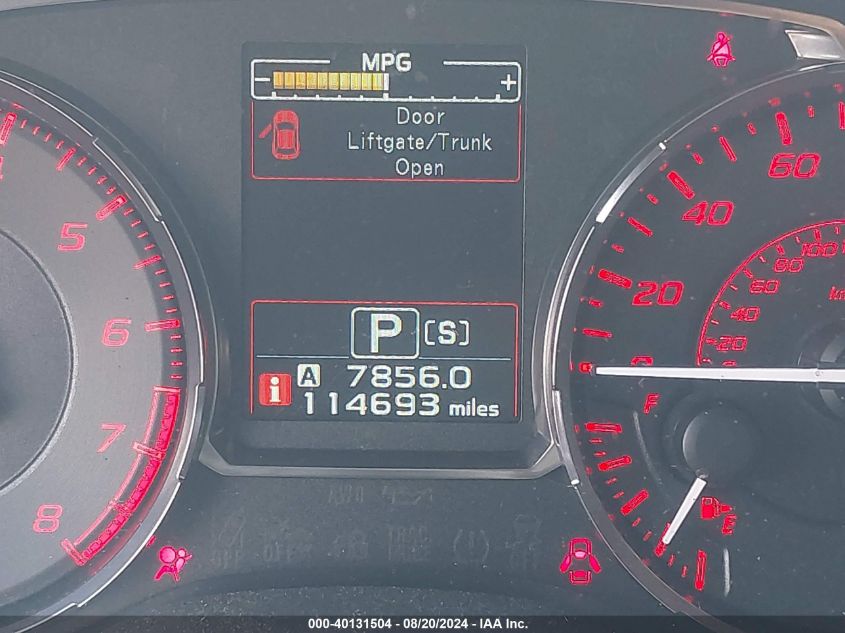 MPG
- +
Door
Liftgate/Trunk
Open
P [S]
A 7856.0
i 114693 miles
5
6
7
8
0
20
40
60
20
40
60
80
100
F
E
000-40131504 - 08/20/2024 - IAA Inc.